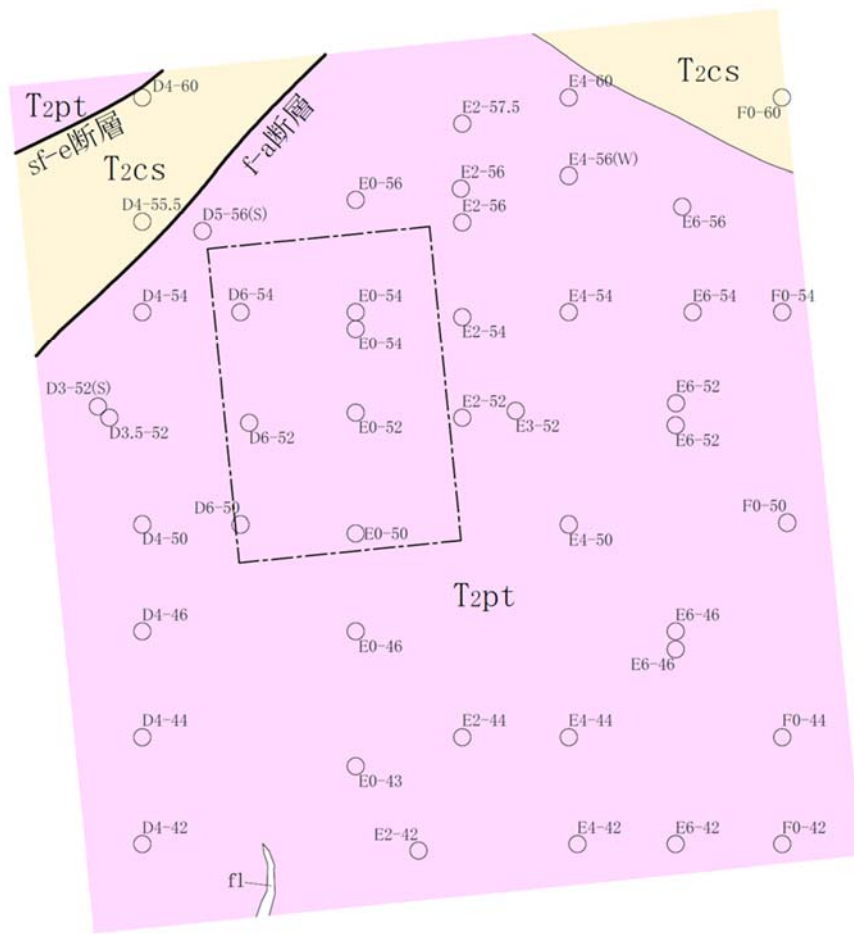 T2cs
D4-60
E4-60
T2pt
F0-60
E2-57.5
sf-e断層
f-a断層
T2cs
E4-56(W)
E2-56
E0-56
D4-55.5
D5-56(S)
E2-56
E6-56
D4-54
D6-54
E0-54
E4-54
E6-54
F0-54
E2-54
E0-54
D3-52(S)
E6-52
E2-52
D3.5-52
D6-52
E0-52
E3-52
E6-52
D6-50
F0-50
D4-50
E0-50
E4-50
T2pt
D4-46
E6-46
E0-46
E6-46
D4-44
E2-44
E4-44
F0-44
E0-43
D4-42
E2-42
E4-42
E6-42
F0-42
f1